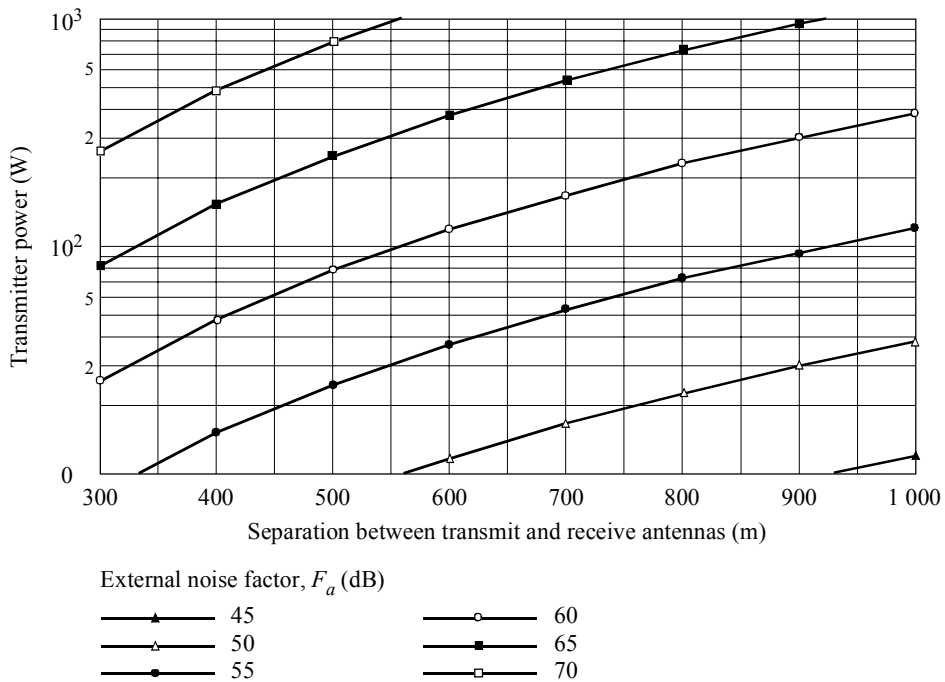 10³
5
2
10²
5
2
0
Transmitter power (W)
300 400 500 600 700 800 900 1 000
Separation between transmit and receive antennas (m)
External noise factor, Fₐ (dB)
45 60
50 65
55 70